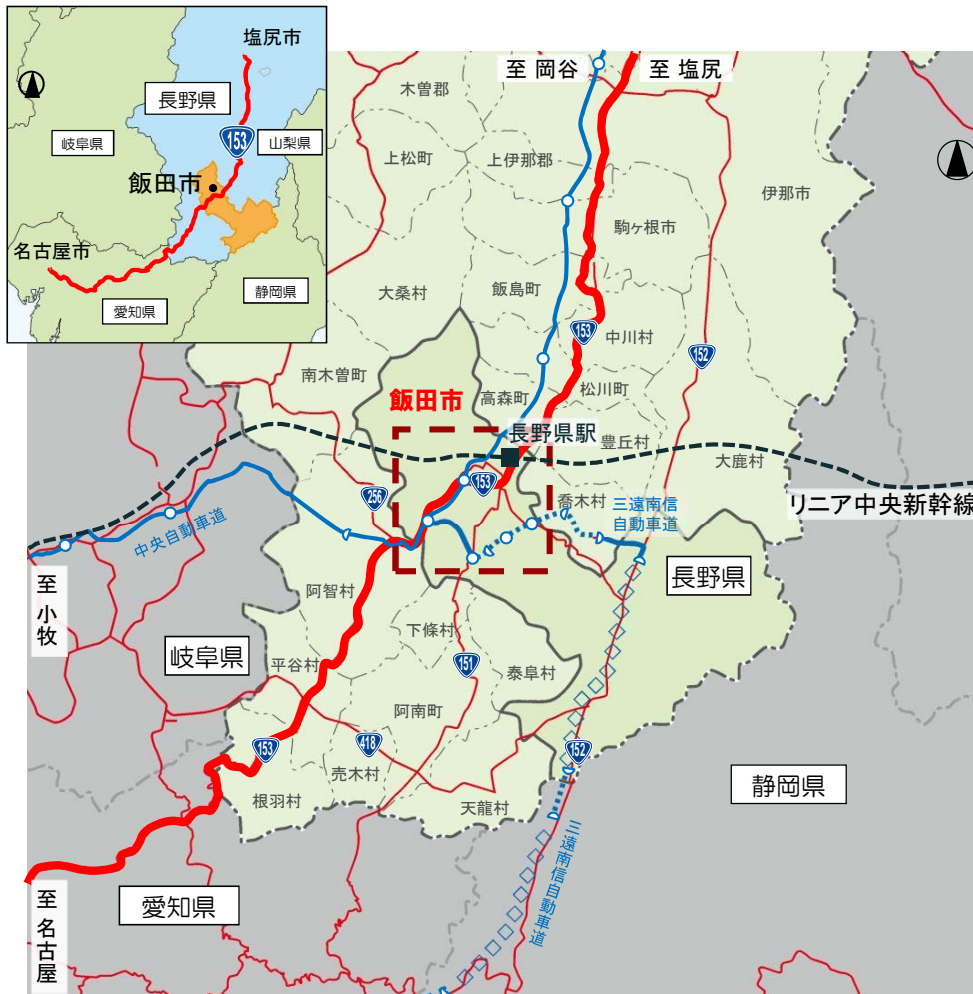 塩尻市
長野県
153
岐阜県
山梨県
飯田市
名古屋市
愛知県
静岡県
至 岡谷
至 塩尻
木曽郡
上松町
上伊那郡
伊那市
駒ヶ根市
大桑村
飯島町
153
中川村
152
南木曽町
飯田市
高森町
松川町
長野県駅
豊丘村
大鹿村
リニア中央新幹線
256
153
喬木村
三遠南信
自動車道
中央自動車道
至 小牧
阿智村
長野県
下條村
岐阜県
平谷村
151
泰阜村
阿南町
153
418
152
売木村
根羽村
天龍村
静岡県
三遠南信自動車道
至 名古屋
愛知県